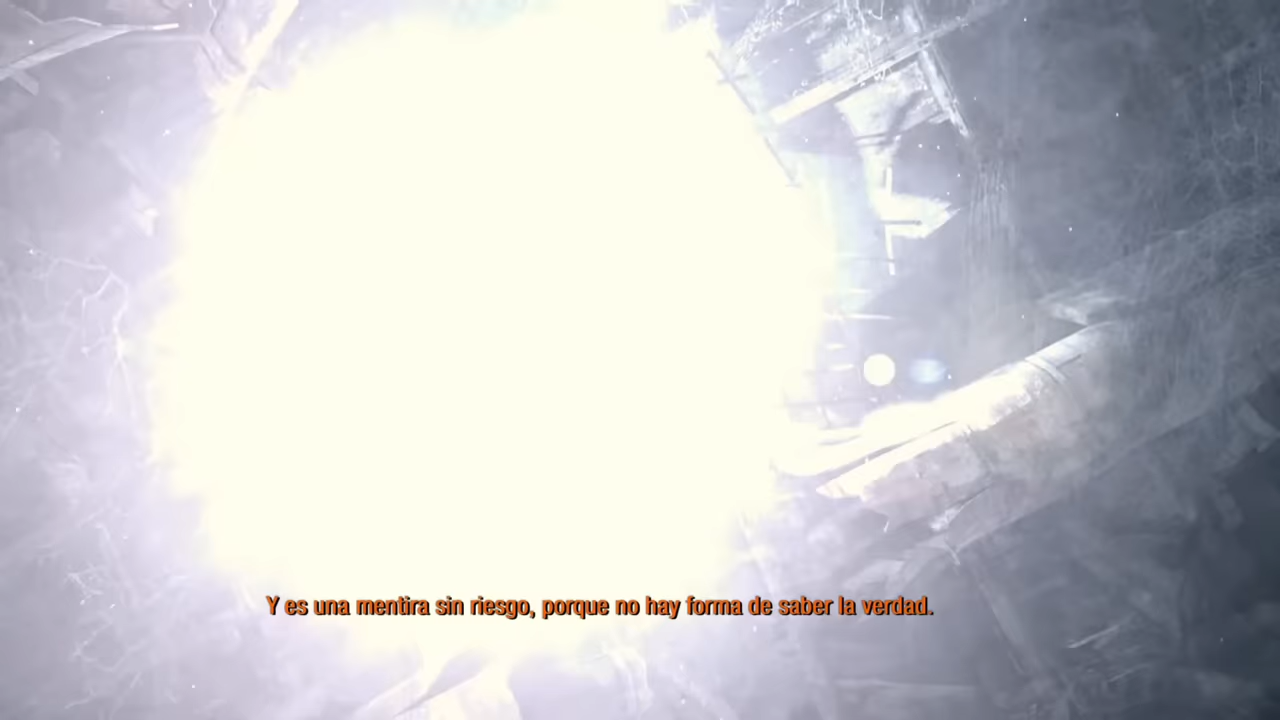 Y es una mentira sin riesgo, porque no hay forma de saber la verdad.